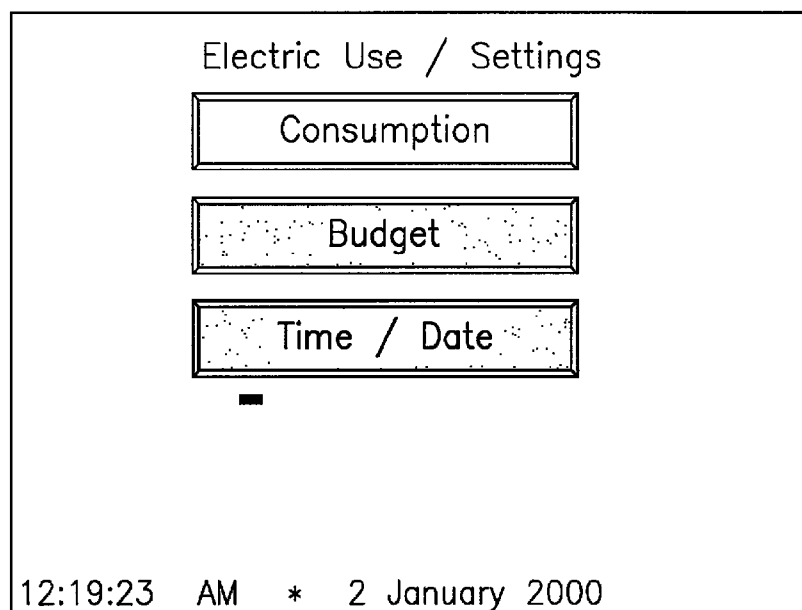 Electric Use / Settings
Consumption
Budget
Time / Date
12:19:23 AM * 2 January 2000